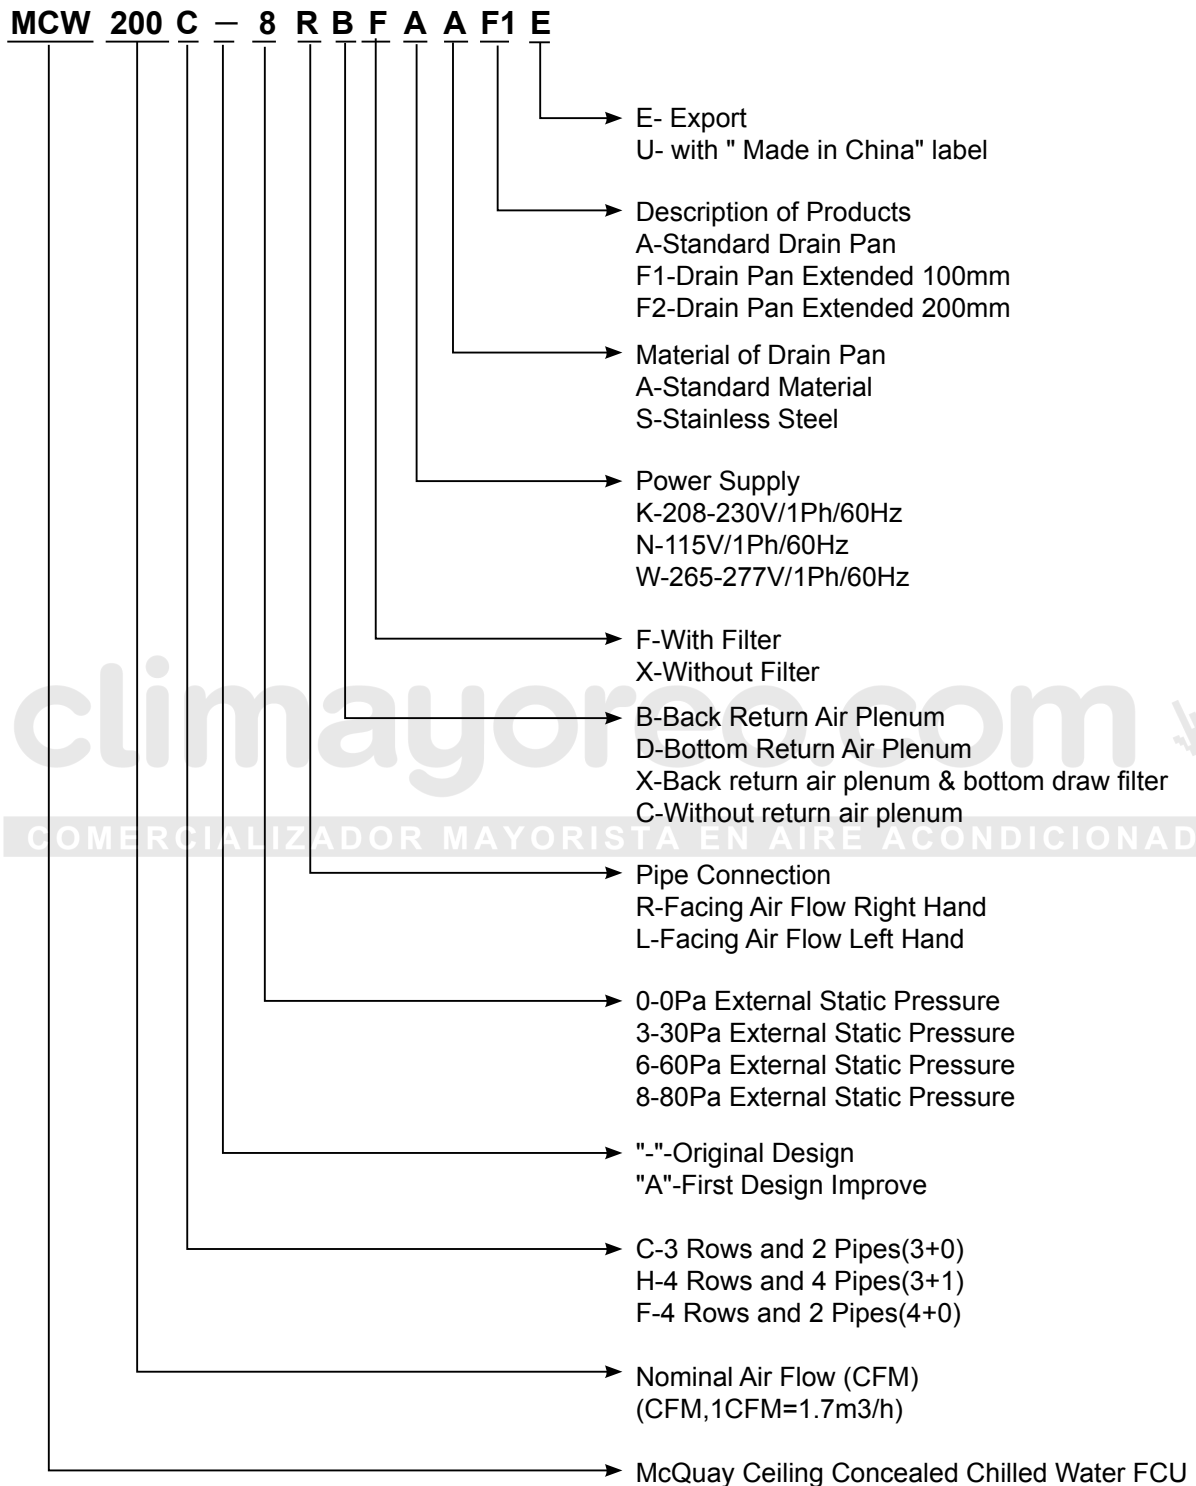 MCW 200 C – 8 R B F A A F1 E
E- Export
U- with " Made in China" label
Description of Products
A-Standard Drain Pan
F1-Drain Pan Extended 100mm
F2-Drain Pan Extended 200mm
Material of Drain Pan
A-Standard Material
S-Stainless Steel
Power Supply
K-208-230V/1Ph/60Hz
N-115V/1Ph/60Hz
W-265-277V/1Ph/60Hz
F-With Filter
X-Without Filter
climayoreo.com
B-Back Return Air Plenum
D-Bottom Return Air Plenum
X-Back return air plenum & bottom draw filter
C-Without return air plenum
COMERCIALIZADOR MAYORISTA EN AIRE ACONDICIONAD
Pipe Connection
R-Facing Air Flow Right Hand
L-Facing Air Flow Left Hand
0-0Pa External Static Pressure
3-30Pa External Static Pressure
6-60Pa External Static Pressure
8-80Pa External Static Pressure
"-"-Original Design
"A"-First Design Improve
C-3 Rows and 2 Pipes(3+0)
H-4 Rows and 4 Pipes(3+1)
F-4 Rows and 2 Pipes(4+0)
Nominal Air Flow (CFM)
(CFM,1CFM=1.7m3/h)
McQuay Ceiling Concealed Chilled Water FCU